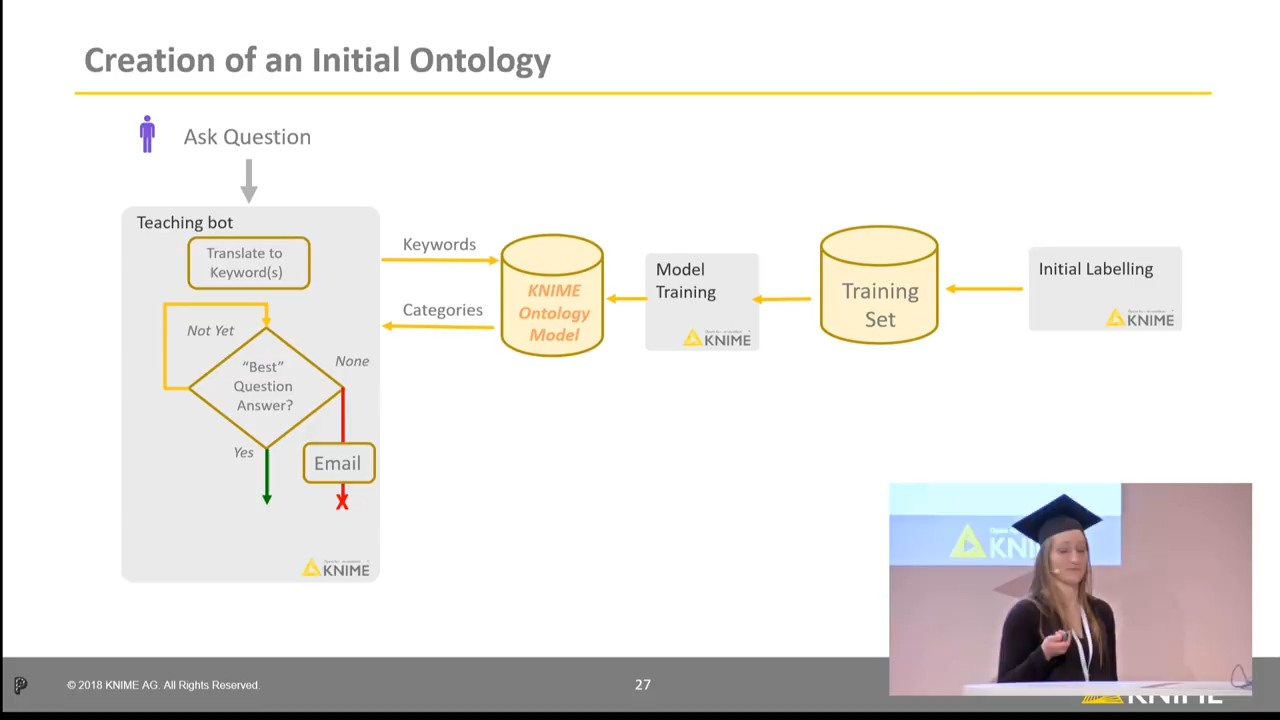 Creation of an Initial Ontology
Ask Question
Teaching bot
Translate to
Keyword(s)
Not Yet
None
"Best"
Question
Answer?
Yes
Email
X
KNIME
Keywords
Categories
KNIME
Ontology
Model
Model
Training
KNIME
Training
Set
Initial Labelling
KNIME
KNI
© 2018 KNIME AG. All Rights Reserved.
27
KNIME